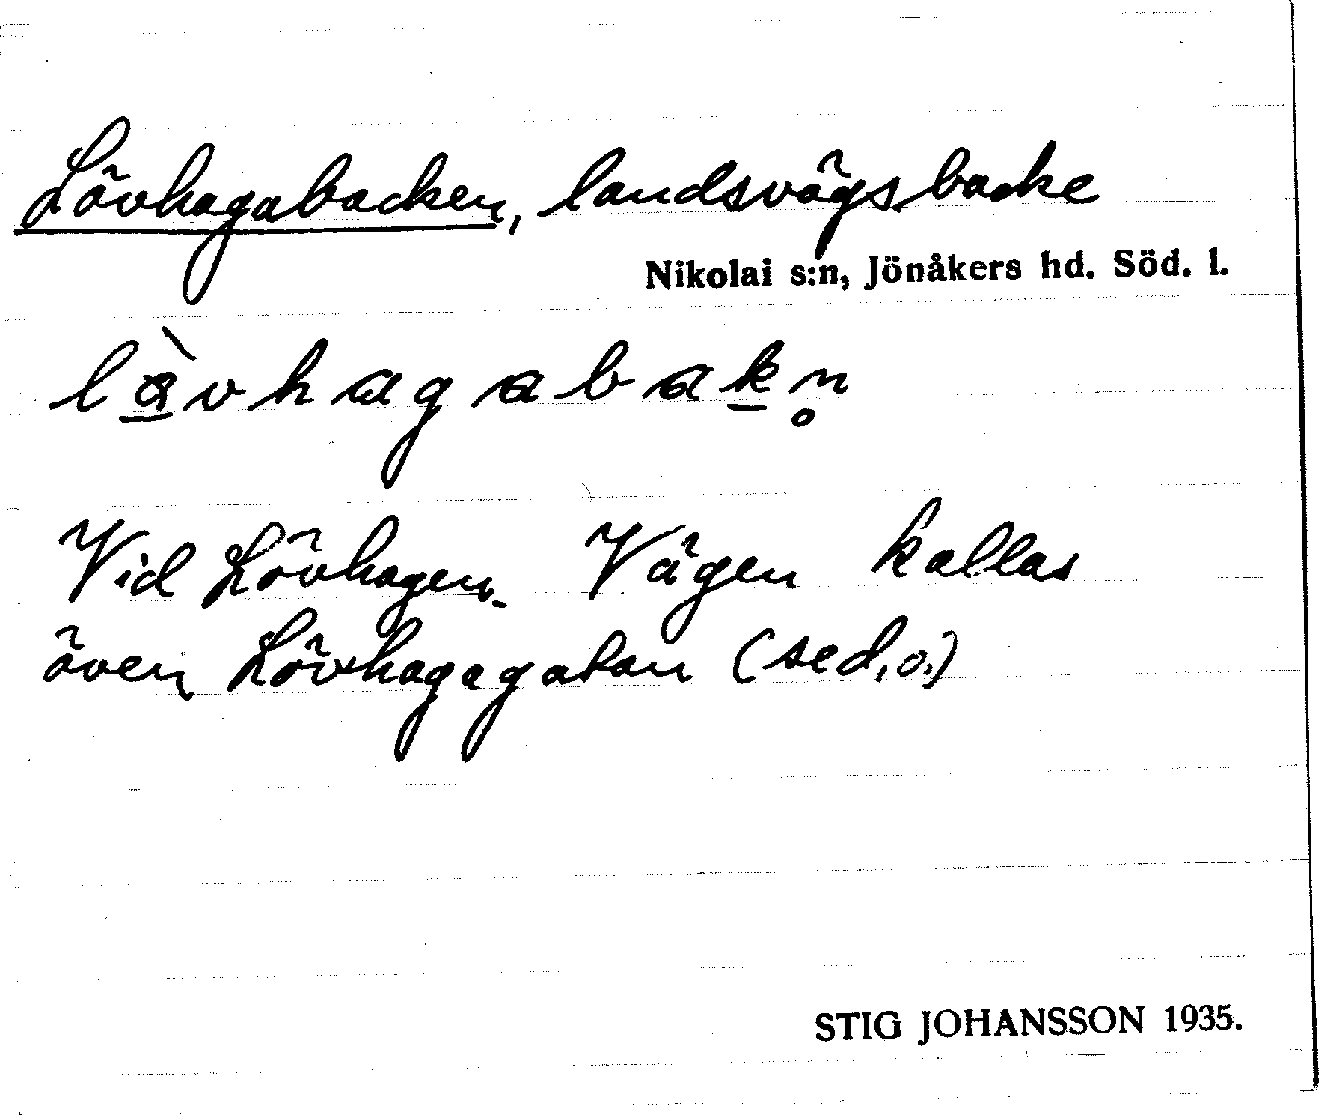 Lövhagabacken, landsvägsbacke
Nikolai s:n, Jönåkers hd. Söd. l.
lövhagabakn̥
Vid Lövhagen. Vägen kallas
även Lövhagagatan (sed. o.)
STIG JOHANSSON 1935.